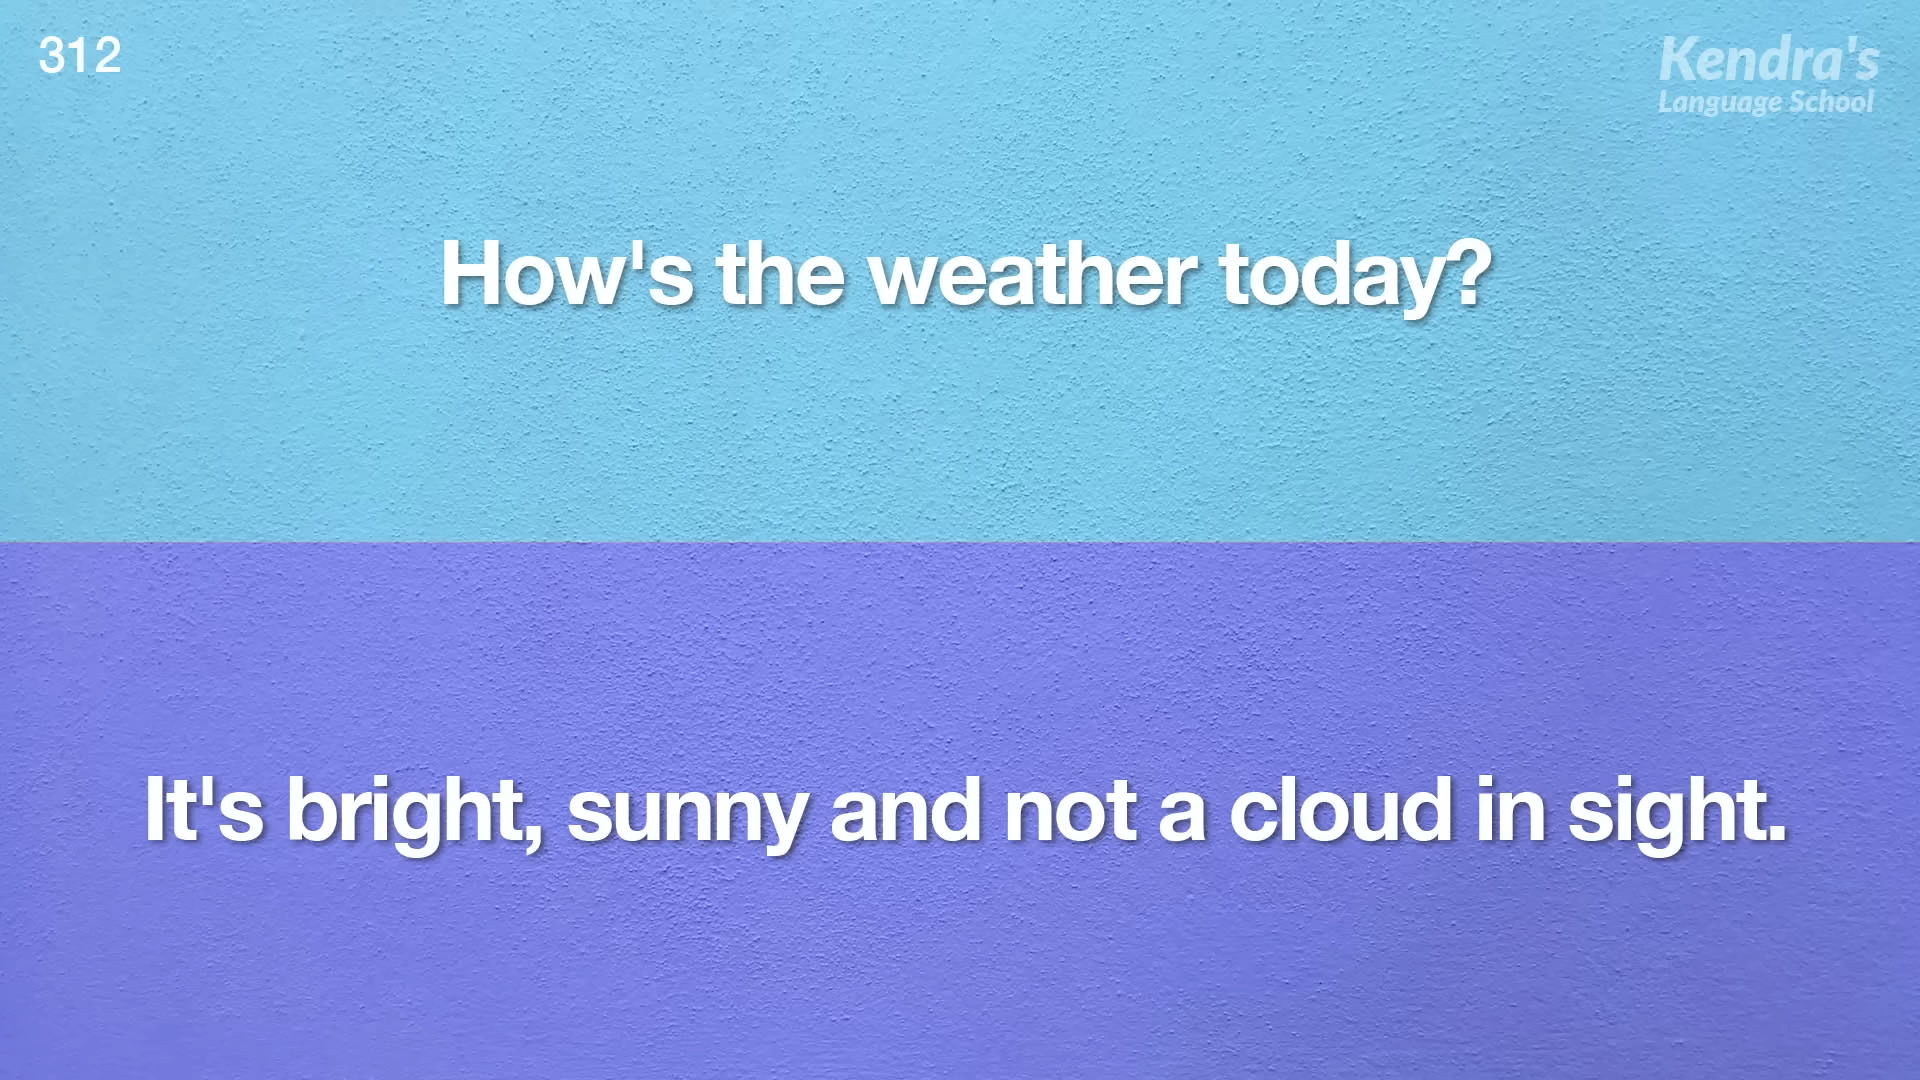 312
Kendra's
Language School
How's the weather today?
It's bright, sunny and not a cloud in sight.